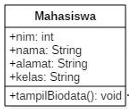 Mahasiswa
+nim: int
+nama: String
+alamat: String
+kelas: String
+tampilBiodata(): void